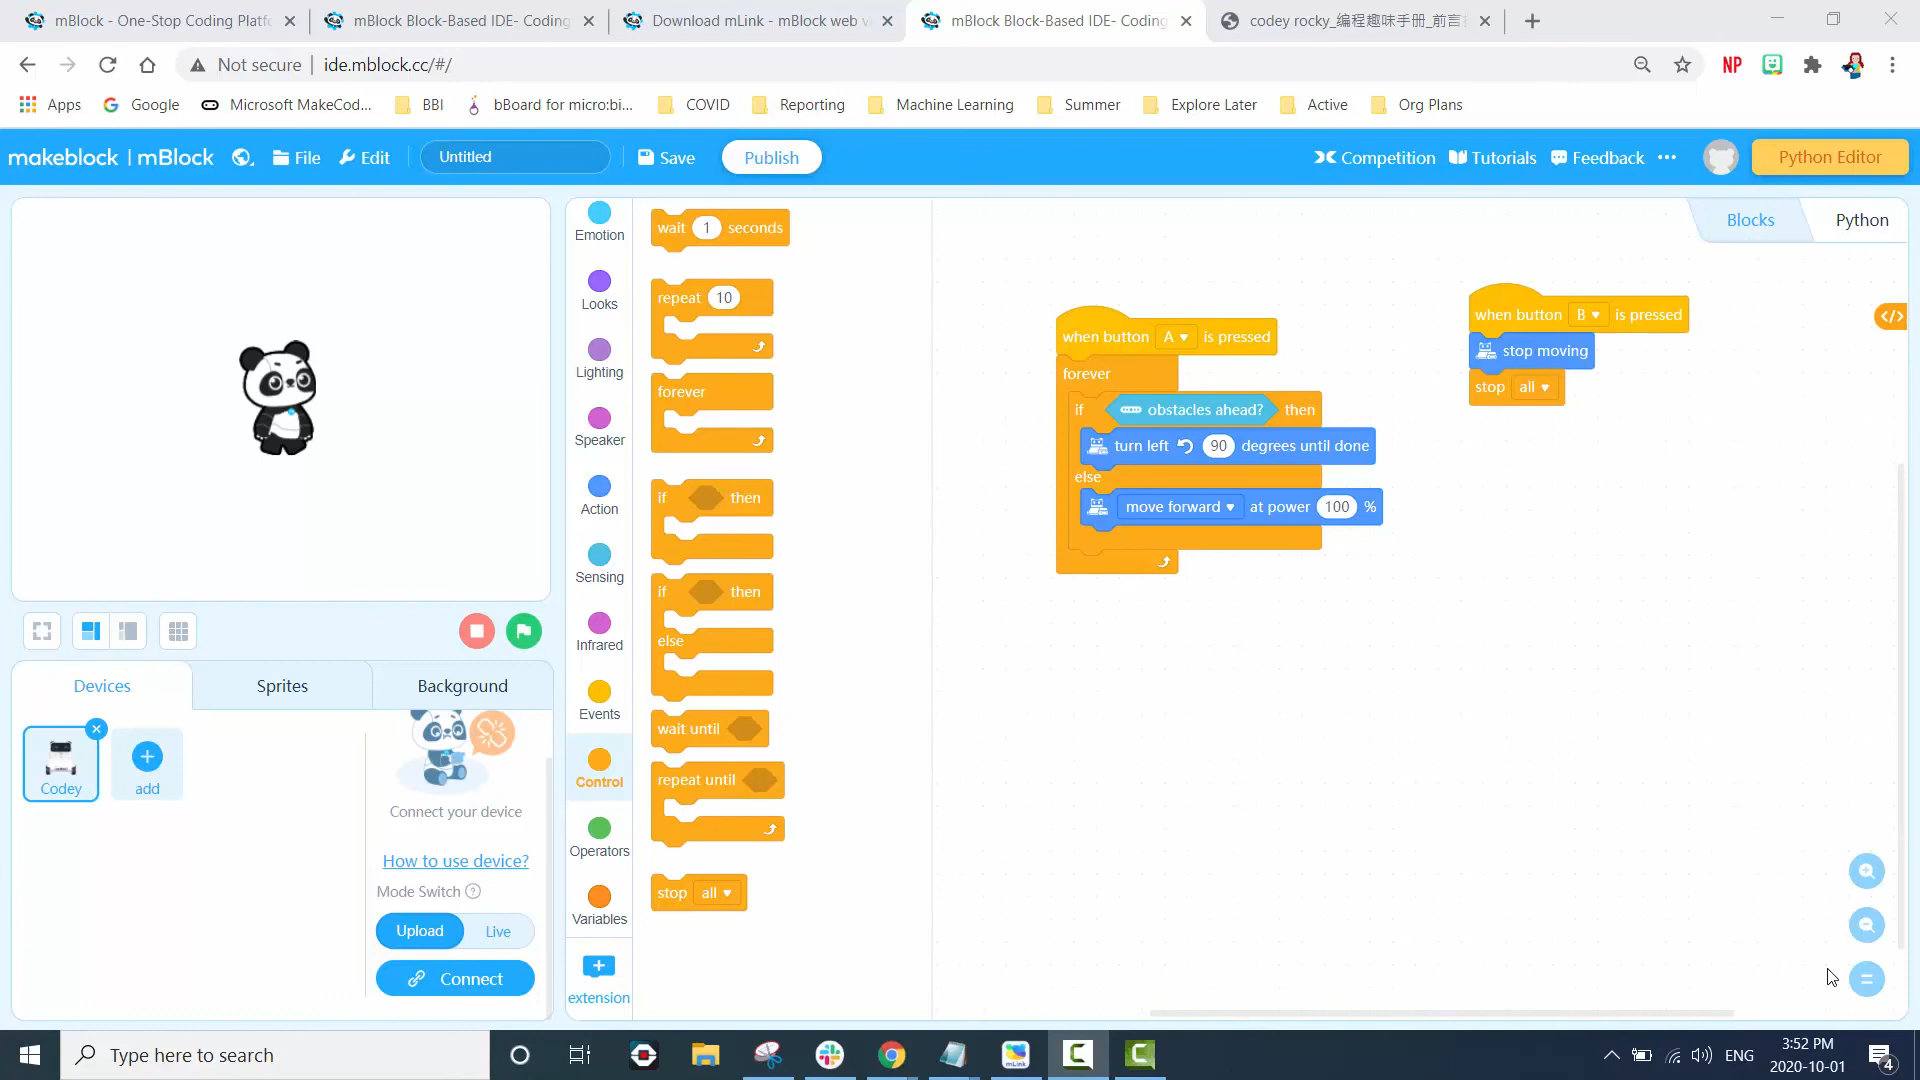 mBlock - One-Stop Coding Platf
mBlock Block-Based IDE- Coding
Download mLink - mBlock web v
mBlock Block-Based IDE- Coding
codey rocky_编程趣味手册_前言
Not secure
ide.mblock.cc/#/
NP
Apps
Google
Microsoft MakeCod...
BBI
bBoard for micro:bi...
COVID
Reporting
Machine Learning
Summer
Explore Later
Active
Org Plans
makeblock | mBlock
File
Edit
Untitled
Save
Publish
Competition
Tutorials
Feedback
Python Editor
Blocks
Python
Emotion
Looks
Lighting
Speaker
Action
Sensing
Infrared
Events
Control
Operators
Variables
extension
wait 1 seconds
repeat 10
forever
if then
if then
else
wait until
repeat until
stop all
when button A is pressed
forever
if obstacles ahead? then
turn left 90 degrees until done
else
move forward at power 100 %
when button B is pressed
stop moving
stop all
</>
Devices
Sprites
Background
Codey
add
Connect your device
How to use device?
Mode Switch ?
Upload
Live
Connect
Type here to search
mLink
ENG
3:52 PM
2020-10-01
4